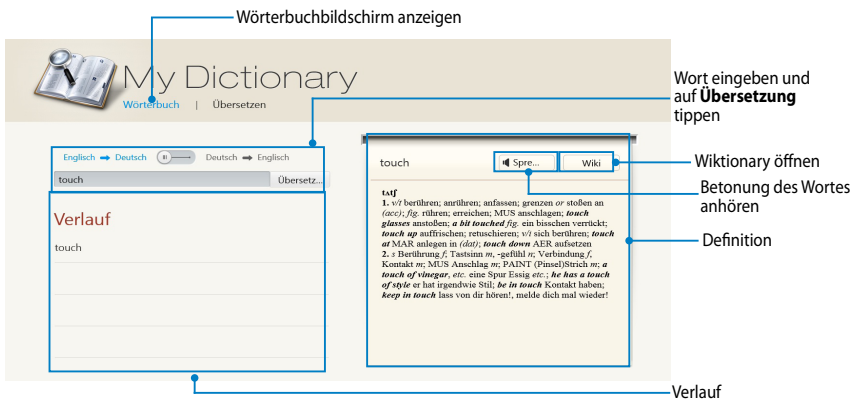 Wörterbuchbildschirm anzeigen
My Dictionary
Wörterbuch | Übersetzen
Wort eingeben und
auf Übersetzung
tippen
Englisch ➡ Deutsch Deutsch ➡ Englisch
touch Übersetz...
Verlauf
touch
touch Spre... Wiki
Wiktionary öffnen
Betonung des Wortes
anhören
Definition
tʌtʃ
1. v/t berühren; anrühren; anfassen; grenzen or stoßen an
(acc); fig. rühren; erreichen; MUS anschlagen; touch
glasses anstoßen; a bit touched fig. ein bisschen verrückt;
touch up auffrischen; retuschieren; v/i sich berühren; touch
at MAR anlegen in (dat); touch down AER aufsetzen
2. s Berührung f; Tastsinn m, -gefühl n; Verbindung f,
Kontakt m; MUS Anschlag m; PAINT (Pinsel)Strich m; a
touch of vinegar, etc. eine Spur Essig etc.; he has a touch
of style er hat irgendwie Stil; be in touch Kontakt haben;
keep in touch lass von dir hören!, melde dich mal wieder!
Verlauf